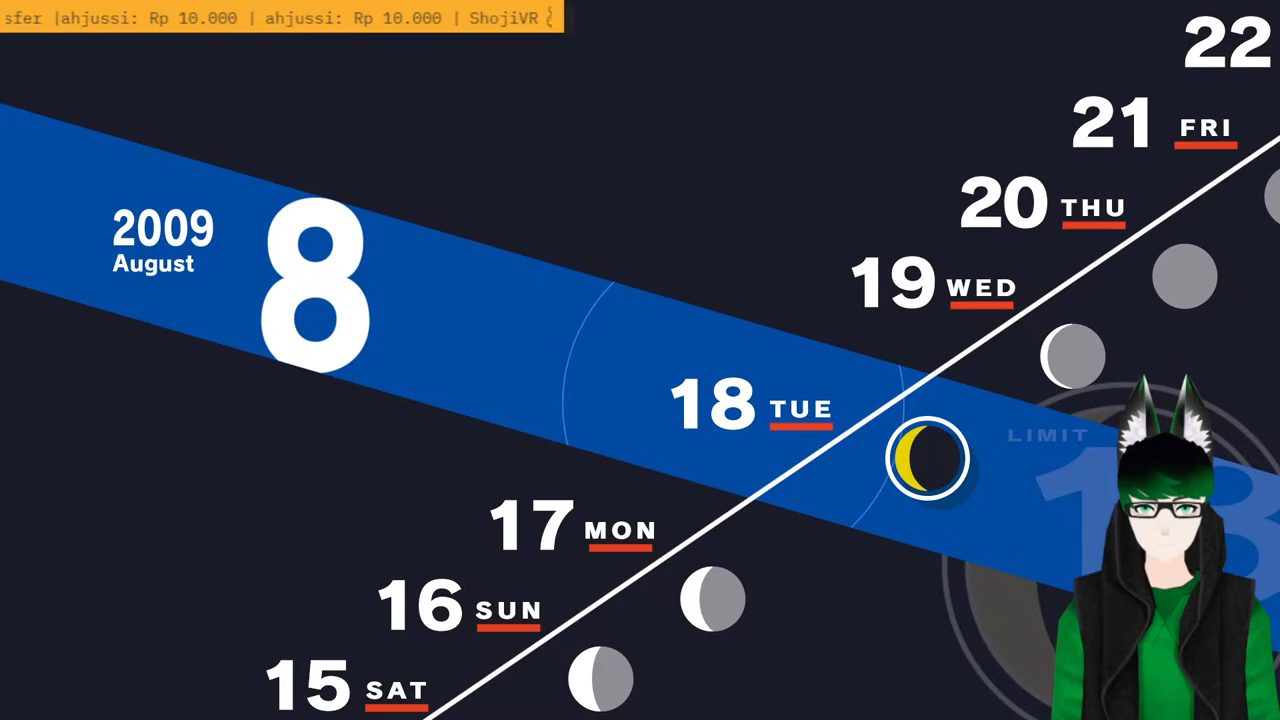 sfer |ahjussi: Rp 10.000 | ahjussi: Rp 10.000 | ShojiVR
22
21 FRI
20 THU
19 WED
2009
August
8
18 TUE
LIMIT
17 MON
16 SUN
15 SAT